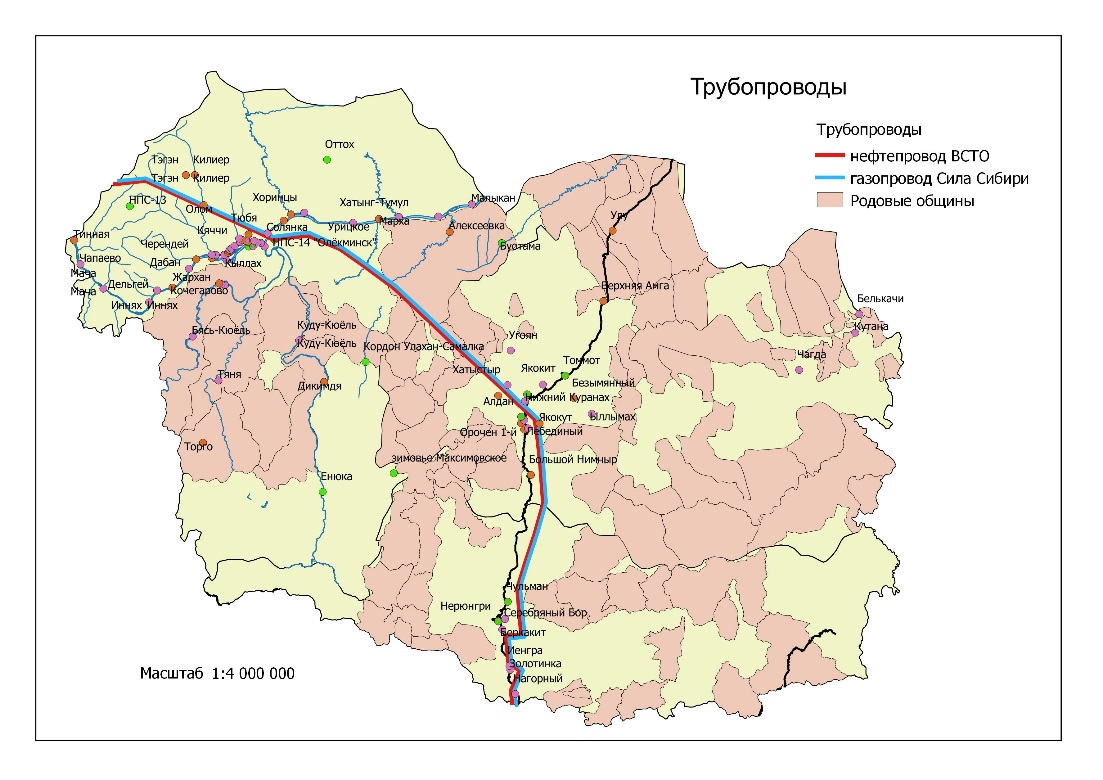 Трубопроводы
Трубопроводы
нефтепровод ВСТО
газопровод Сила Сибири
Родовые общины
Оттох
Тэгэн Килиер
Тэгэн Килиер
НПС-13
Олом
Хоринцы
Хатынг-Тумул
Малыкан
Тюбя
Солянка
Урицкое
Марха
Алексеевка
Кяччи
Тинная
Черендей
НПС-14 "Олёкминск"
Буотама
Уду
Чапаево
Дабан
Кыллах
Мача
Жархан
Мача
Дельгей
Кочегарово
Верхняя Амга
Иннях Иннях
Белькачи
Бясь-Кюёль
Куду-Кюёль
Кутана
Куду-Кюёль
Кордон Улахан-Самалка
Угоян
Чагда
Тяня
Хатыстыр
Якокит
Томмот
Дикимдя
Безымянный
Алдан
Нижний Куранах
Якокут
Ыллымах
Орочен 1-й
Лебединый
Торго
зимовье Максимовское
Большой Нимныр
Енюка
Чульман
Нерюнгри
Серебряный Бор
Беркакит
Иенгра
Золотинка
Нагорный
Масштаб 1:4 000 000